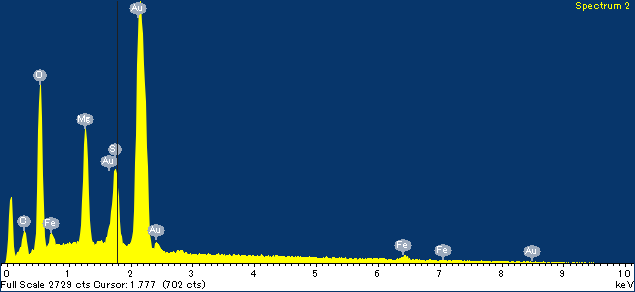 Spectrum 2
Au
O
Mg
S
Au
C
Fe
Au
Fe
Fe
Au
0 1 2 3 4 5 6 7 8 9 10
Full Scale 2729 cts Cursor: 1.777 (702 cts) keV